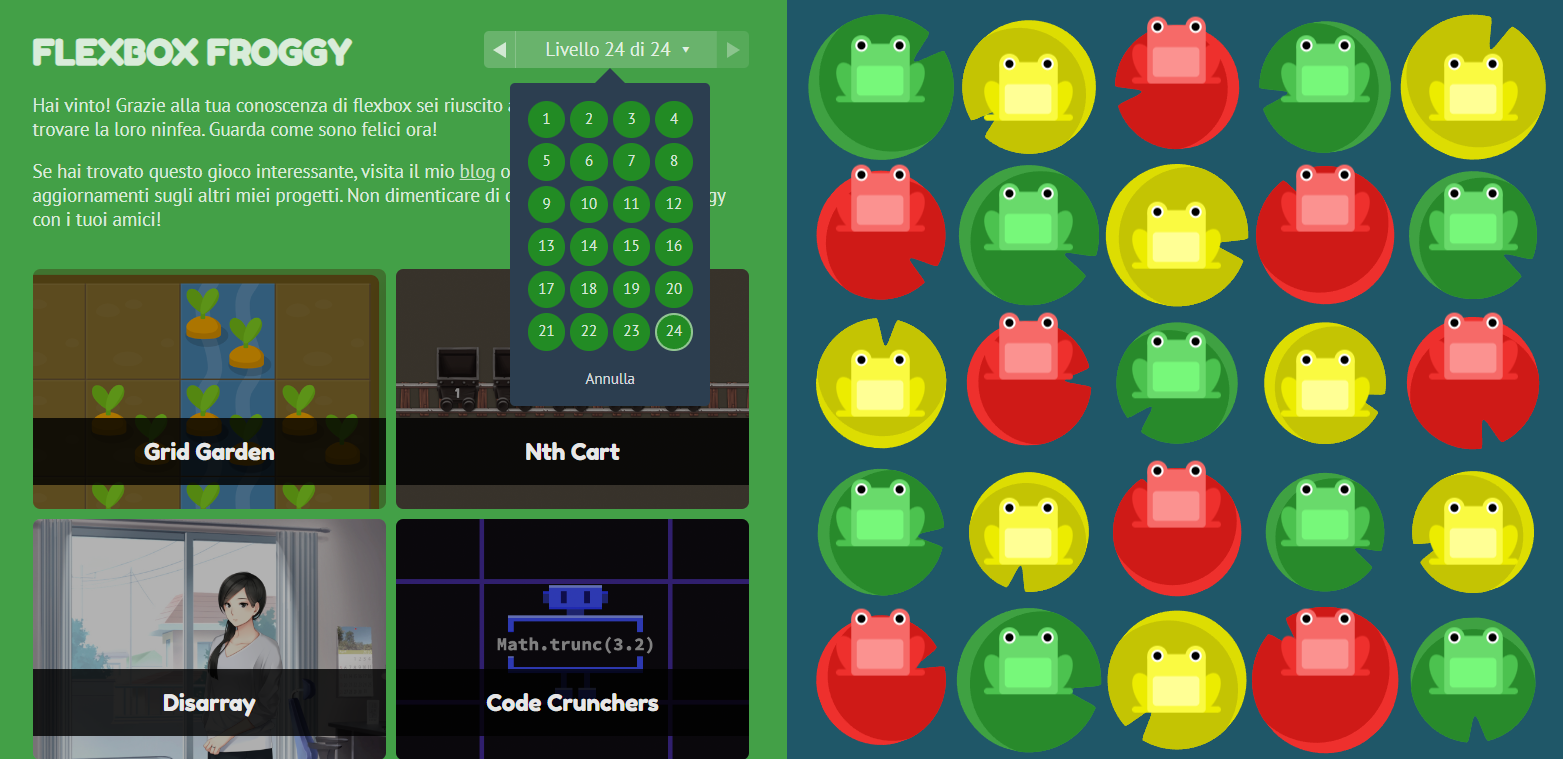 FLEXBOX FROGGY
Livello 24 di 24
Hai vinto! Grazie alla tua conoscenza di flexbox sei riuscito
trovare la loro ninfea. Guarda come sono felici ora!
Se hai trovato questo gioco interessante, visita il mio blog
aggiornamenti sugli altri miei progetti. Non dimenticare di
con i tuoi amici!
1 2 3 4
5 6 7 8
9 10 11 12
13 14 15 16
17 18 19 20
21 22 23 24
Annulla
1
Grid Garden
Nth Cart
Math.trunc(3.2)
Disarray
Code Crunchers